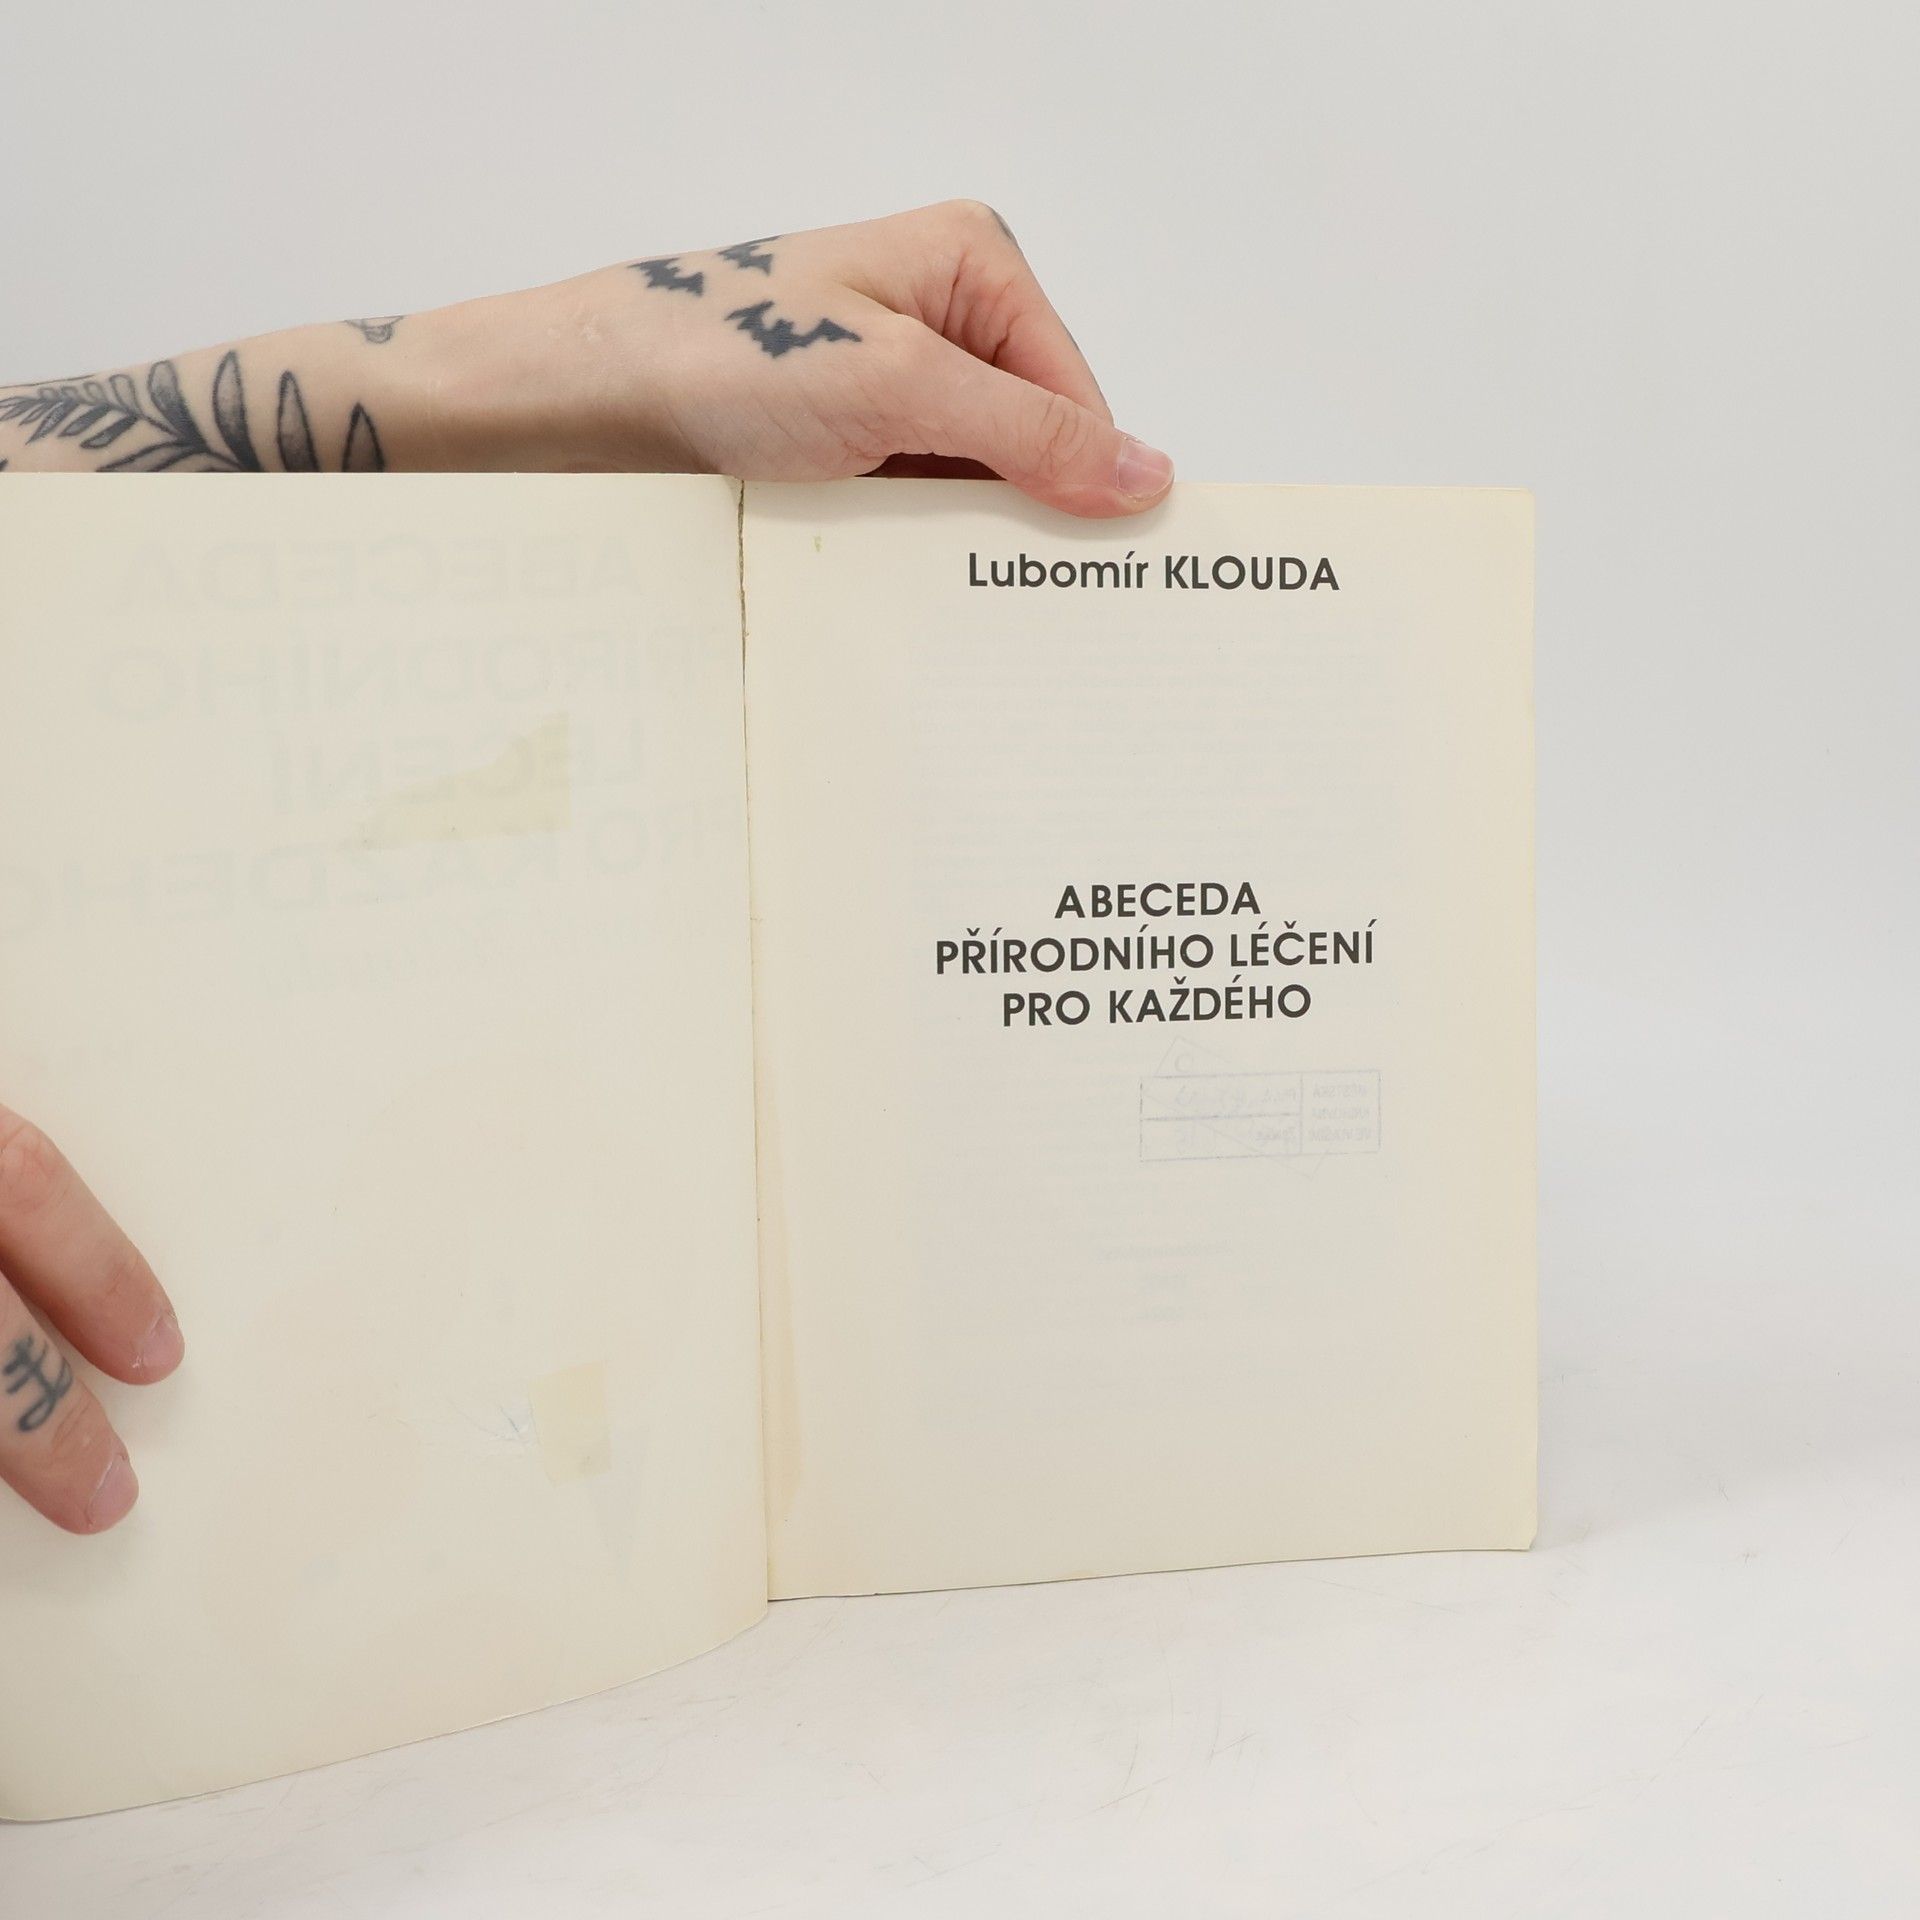 Lubomír KLOUDA
ABECEDA
PŘÍRODNÍHO LÉČENÍ
PRO KAŽDÉHO